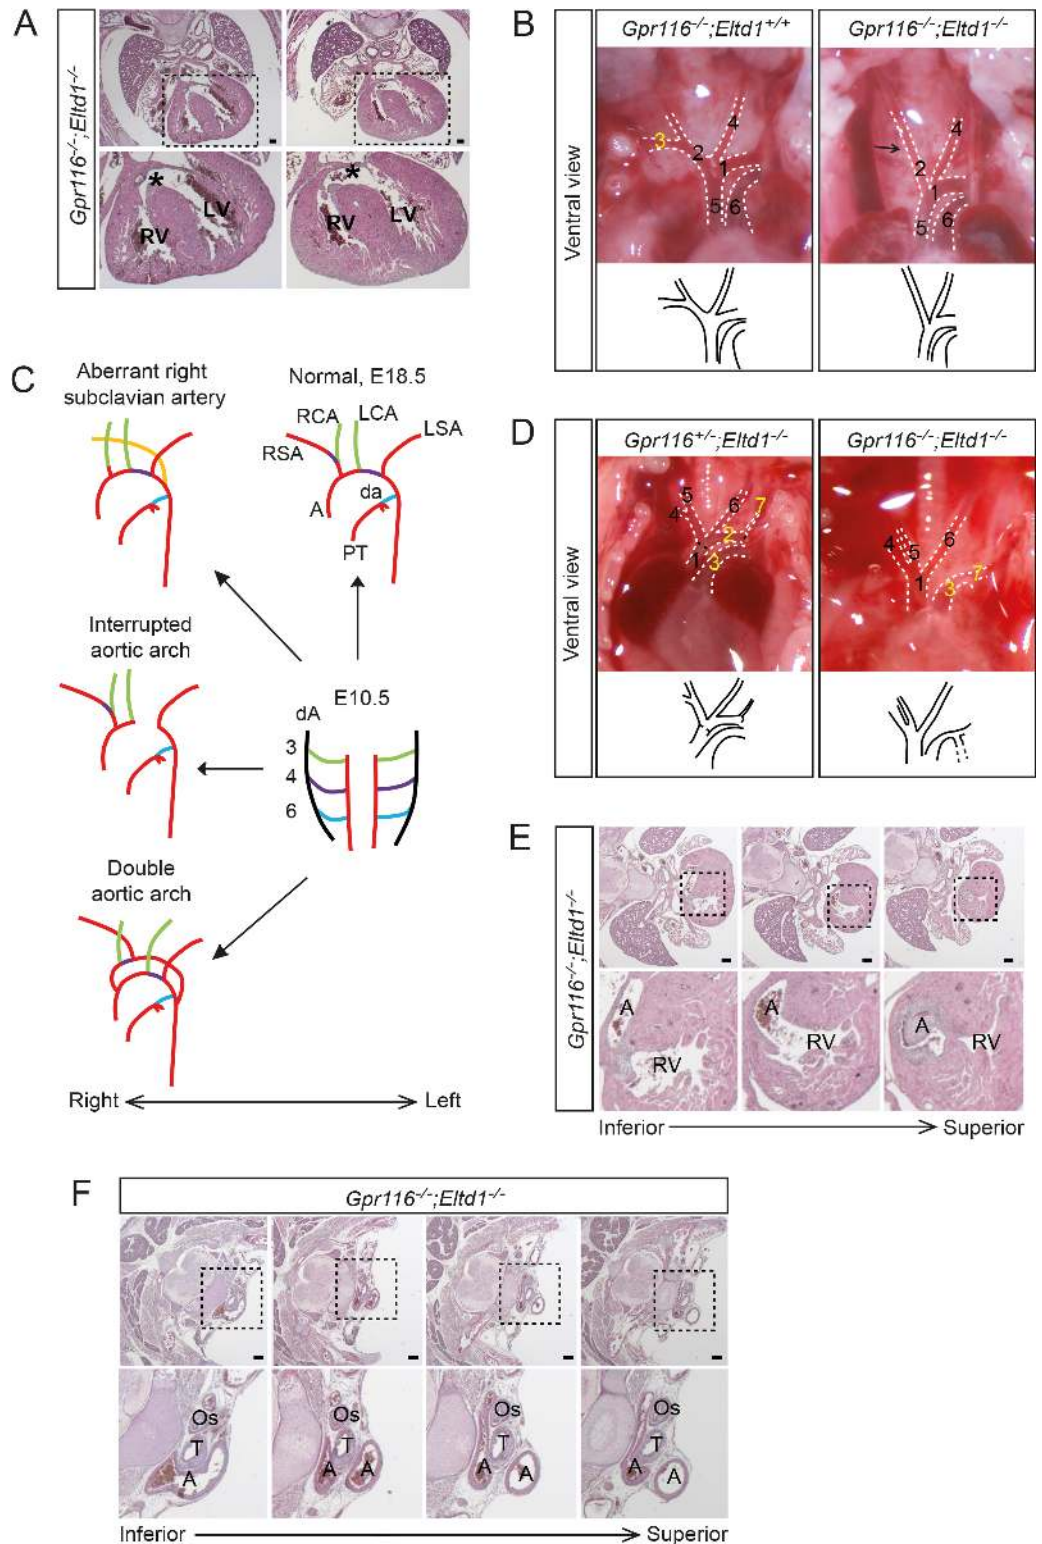 A
Gpr116-/-;Eltd1-/-
*
RV
LV
*
RV
LV
B
Ventral view
Gpr116-/-;Eltd1+/+
Gpr116-/-;Eltd1-/-
3
4
2
1
5
6
4
2
1
5
6
C
Aberrant right
subclavian artery
Normal, E18.5
RCA
LCA
RSA
LSA
da
A
PT
Interrupted
aortic arch
E10.5
dA
3
4
6
Double
aortic arch
Right
Left
D
Ventral view
Gpr116+/-;Eltd1-/-
Gpr116-/-;Eltd1-/-
5
6
7
4
2
1
3
4
5
6
1
3
7
E
Gpr116-/-;Eltd1-/-
A
RV
A
RV
A
RV
Inferior
Superior
F
Gpr116-/-;Eltd1-/-
Os
T
A
Os
T
A
A
Os
T
A
A
Os
T
A
A
Inferior
Superior